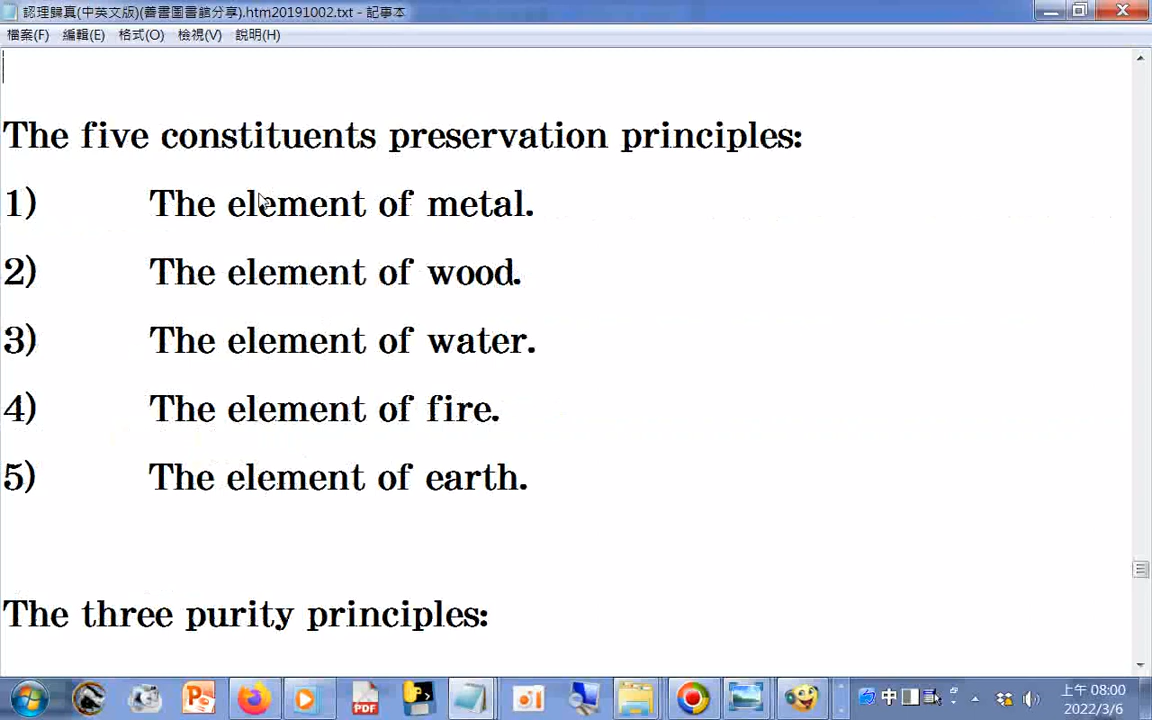 認理歸真(中英文版)(善書圖書館分享).htm20191002.txt - 記事本
檔案(F) 編輯(E) 格式(O) 檢視(V) 說明(H)
The five constituents preservation principles:
1) The element of metal.
2) The element of wood.
3) The element of water.
4) The element of fire.
5) The element of earth.
The three purity principles:
中
上午 08:00
2022/3/6